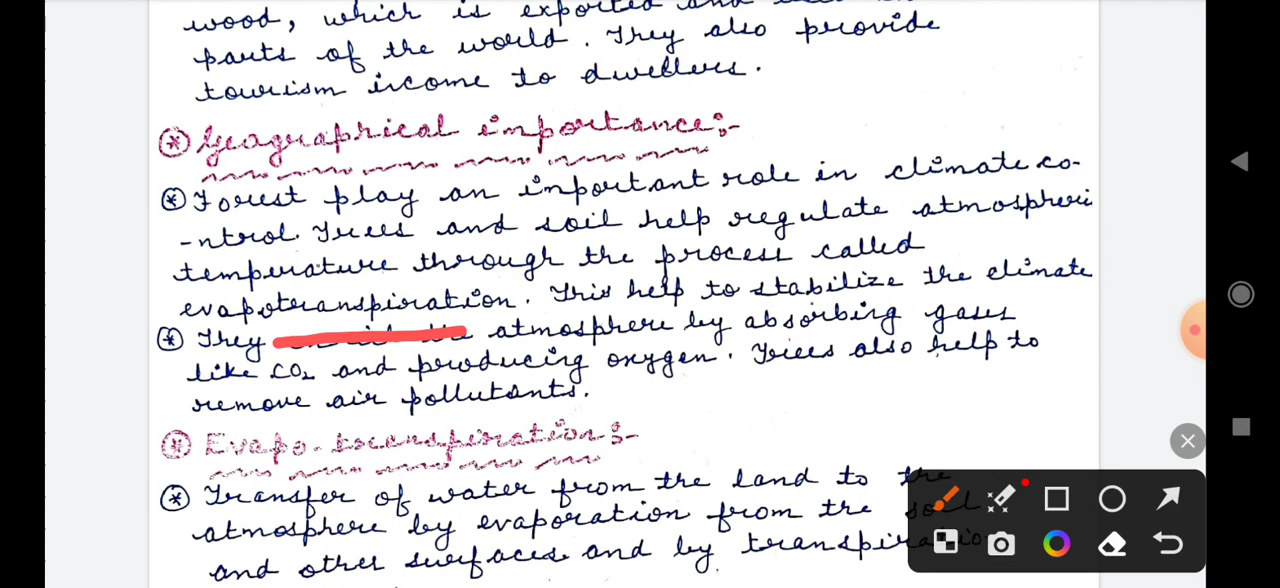 wood, which is exported and
parts of the world. They also provide
tourism income to dwellers.
Geographical importance:-
Forest play an important role in climate co-
-ntrol. Trees and soil help regulate atmospheri
temperature through the process called
evapotranspiration. This help to stabilize the climate
They atmosphere by absorbing gases
like CO2 and producing oxygen. Trees also help to
remove air pollutants.
Evapo-transpiration:-
Transfer of water from the land to the
atmosphere by evaporation from the soil
and other surfaces and by transpiratio